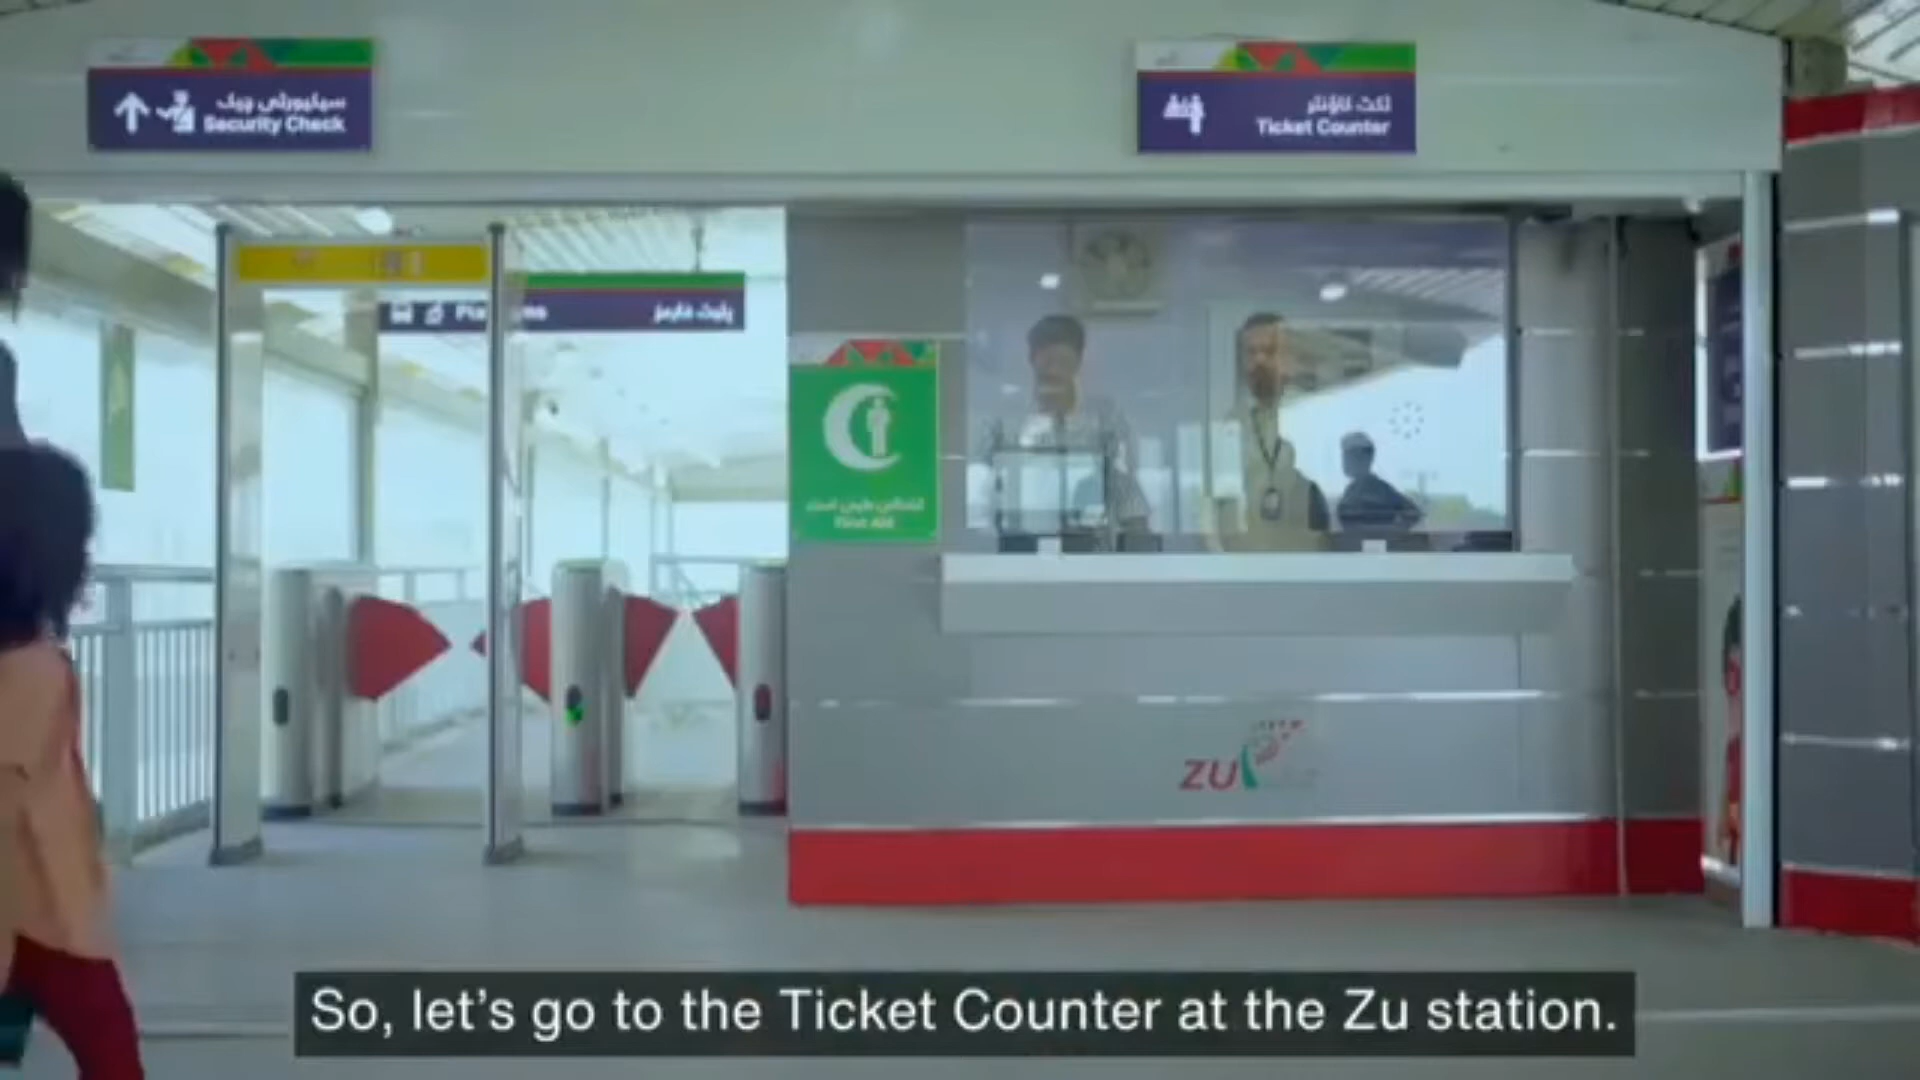 سیکیورٹی چیک
Security Check
ٹکٹ کاؤنٹر
Ticket Counter
پلیٹ فارمز
Platforms
First Aid
ZU
So, let’s go to the Ticket Counter at the Zu station.